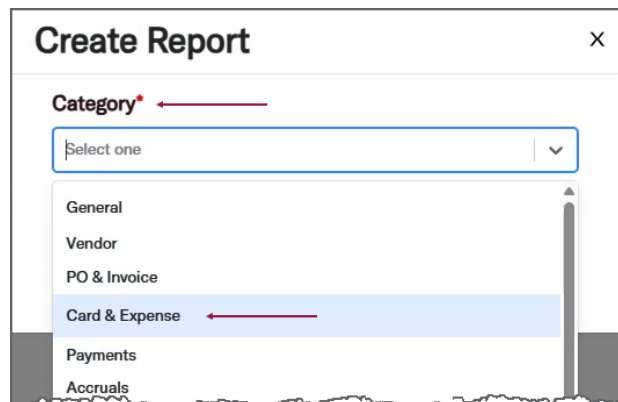 Create Report
X
Category*
Select one
General
Vendor
PO & Invoice
Card & Expense
Payments
Accruals